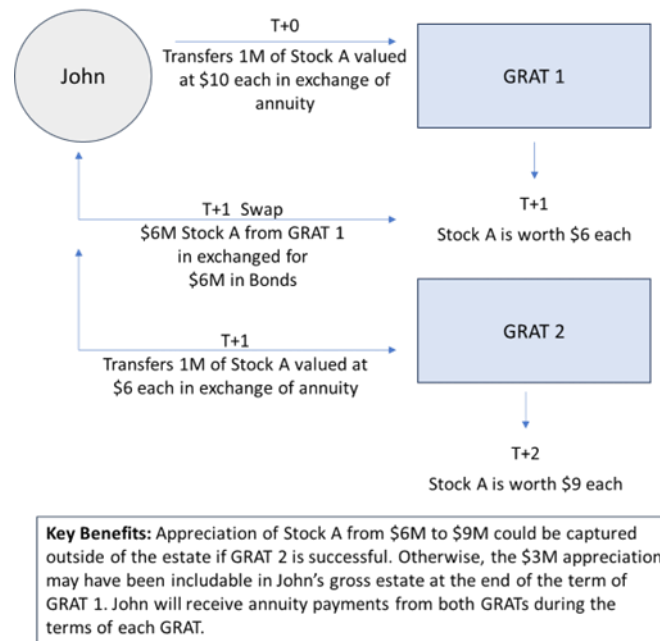 T+0
Transfers 1M of Stock A valued
at $10 each in exchange of
annuity
John
GRAT 1
T+1 Swap
$6M Stock A from GRAT 1
in exchanged for
$6M in Bonds
T+1
Stock A is worth $6 each
T+1
Transfers 1M of Stock A valued at
$6 each in exchange of annuity
GRAT 2
T+2
Stock A is worth $9 each
Key Benefits: Appreciation of Stock A from $6M to $9M could be captured
outside of the estate if GRAT 2 is successful. Otherwise, the $3M appreciation
may have been includable in John's gross estate at the end of the term of
GRAT 1. John will receive annuity payments from both GRATs during the
terms of each GRAT.